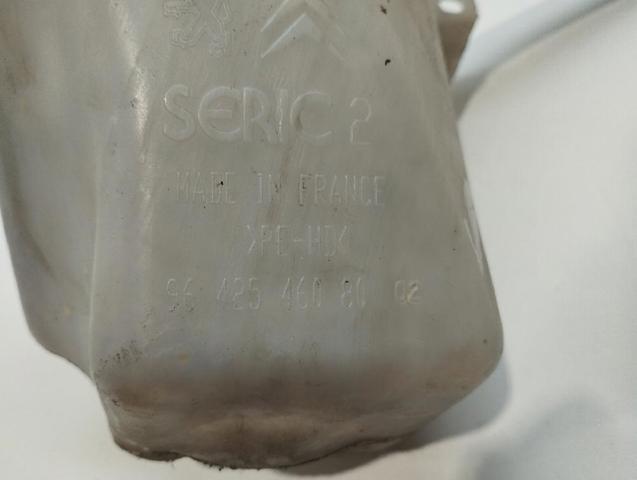 SERIC 2
MADE IN FRANCE
>PE-HD<
96 425 460 80 02